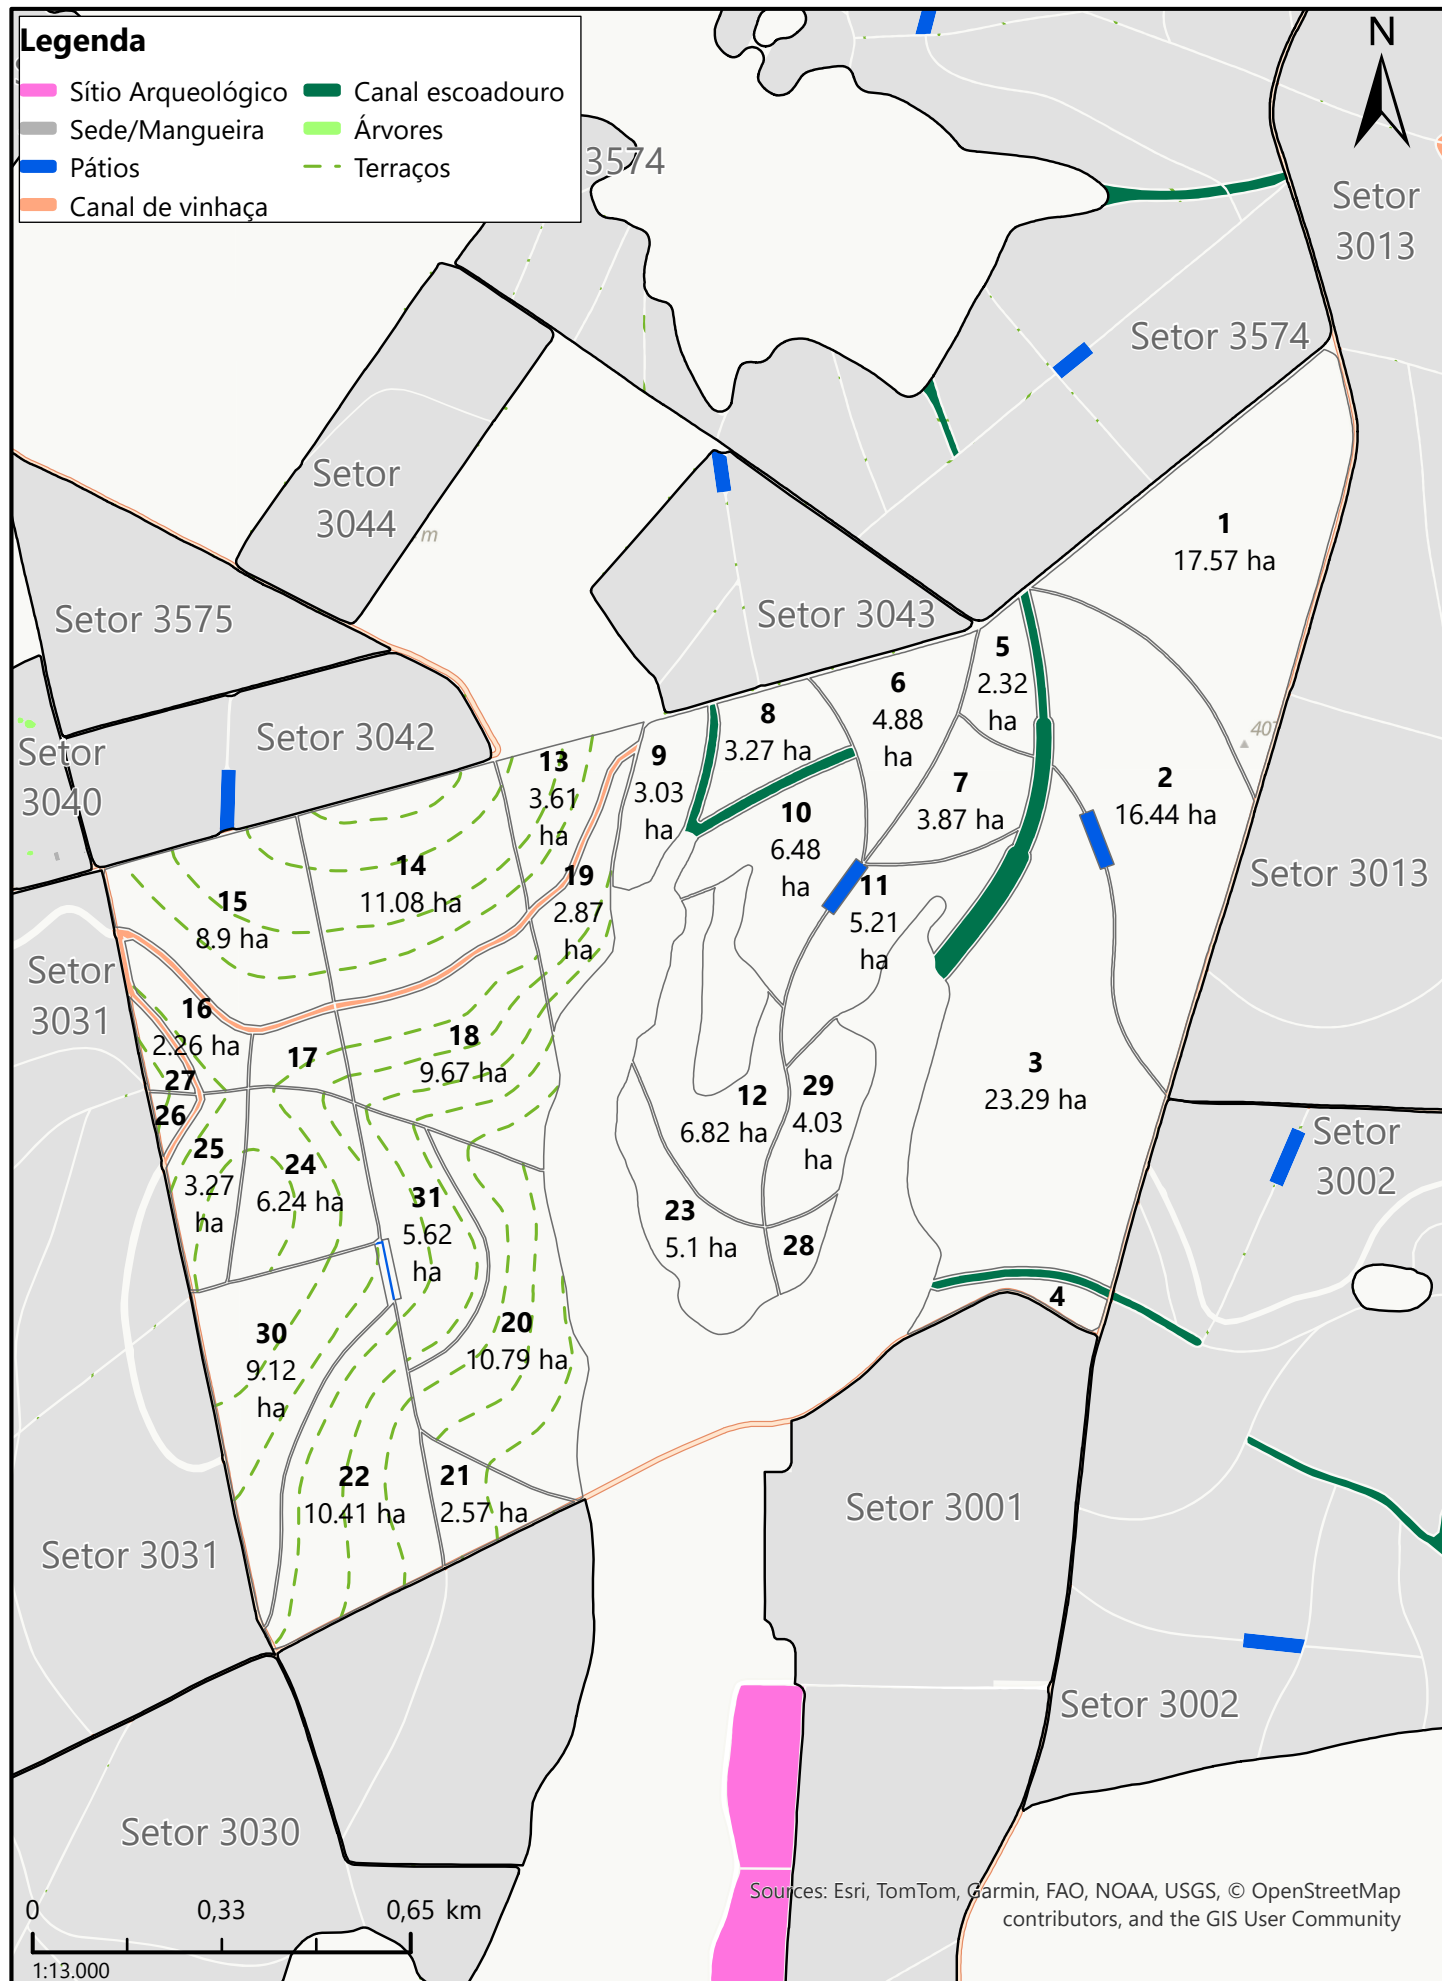 Legenda
Sítio Arqueológico
Canal escoadouro
Sede/Mangueira
Árvores
Pátios
Terraços
Canal de vinhaça
N
3574
Setor
3013
Setor 3574
Setor
3044
m
1
17.57 ha
Setor 3575
Setor 3043
5
2.32
ha
6
4.88
ha
8
3.27 ha
Setor 3042
Setor
3040
407
13
3.61
ha
9
3.03
ha
7
3.87 ha
2
16.44 ha
10
6.48
ha
14
11.08 ha
19
2.87
ha
11
5.21
ha
Setor 3013
15
8.9 ha
Setor
3031
16
2.26 ha
17
18
9.67 ha
3
23.29 ha
27
26
12
6.82 ha
29
4.03
ha
25
3.27
ha
24
6.24 ha
Setor
3002
31
5.62
ha
23
5.1 ha
28
4
30
9.12
ha
20
10.79 ha
22
10.41 ha
21
2.57 ha
Setor 3001
Setor 3031
Setor 3002
Setor 3030
0
0,33
0,65 km
1:13.000
Sources: Esri, TomTom, Garmin, FAO, NOAA, USGS, © OpenStreetMap
contributors, and the GIS User Community